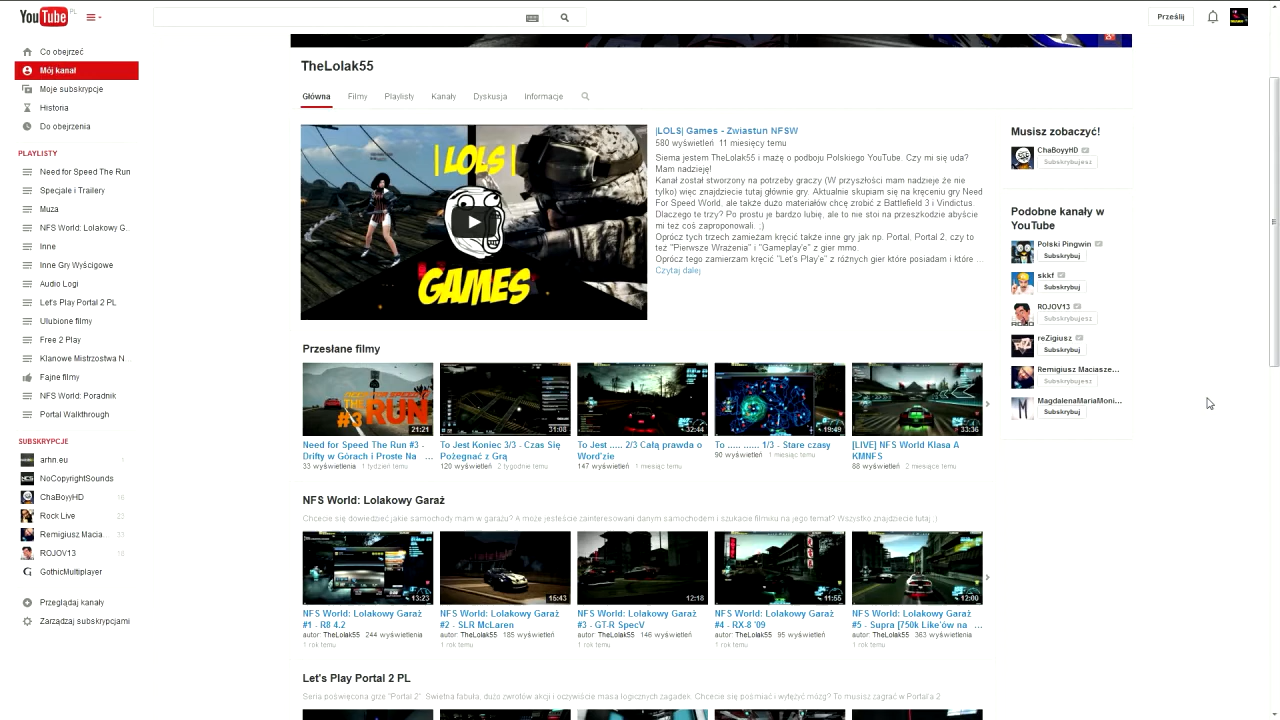 YouTube PL
Prześlij
Co obejrzeć
Mój kanał
Moje subskrypcje
Historia
Do obejrzenia
PLAYLISTY
Need for Speed The Run
Specjale i Trailery
Muza
NFS World: Lolakowy G...
Inne
Inne Gry Wyścigowe
Audio Logi
Let's Play Portal 2 PL
Ulubione filmy
Free 2 Play
Klanowe Mistrzostwa N...
Fajne filmy
NFS World: Poradnik
Portal Walkthrough
SUBSKRYPCJE
arhn.eu
NoCopyrightSounds
ChaBoyyHD
Rock Live
Remigiusz Macia...
ROJOV13
GothicMultiplayer
Przeglądaj kanały
Zarządzaj subskrypcjami
TheLolak55
Główna Filmy Playlisty Kanały Dyskusja Informacje
|LOLS|
GAMES
|LOLS| Games - Zwiastun NFSW
580 wyświetleń 11 miesięcy temu
Siema jestem TheLolak55 i mazę o podboju Polskiego YouTube. Czy mi się uda?
Mam nadzieję!
Kanał został stworzony na potrzeby graczy (W przyszłości mam nadzieje że nie
tylko) więc znajdziecie tutaj głównie gry. Aktualnie skupiam się na kręceniu gry Need
For Speed World, ale także dużo materiałów chcę zrobić z Battlefield 3 i Vindictus.
Dlaczego te trzy? Po prostu je bardzo lubię, ale to nie stoi na przeszkodzie abyście
mi tez coś zaproponowali. ;)
Oprócz tych trzech zamieżam kręcić także inne gry jak np. Portal, Portal 2, czy to
też "Pierwsze Wrażenia" i "Gameplay'e" z gier mmo.
Oprócz tego zamierzam kręcić "Let's Play'e" z różnych gier które posiadam i które ...
Czytaj dalej
Musisz zobaczyć!
ChaBoyyHD
Subskrybujesz
Podobne kanały w
YouTube
Polski Pingwin
Subskrybuj
skkf
Subskrybuj
ROJOV13
Subskrybujesz
reZigiusz
Subskrybuj
Remigiusz Maciasze...
Subskrybujesz
MagdalenaMariaMoni...
Subskrybuj
Przesłane filmy
THE RUN
#3
21:21
31:08
32:44
19:49
33:36
Need for Speed The Run #3 -
Drifty w Górach i Proste Na ...
33 wyświetlenia 1 tydzień temu
To Jest Koniec 3/3 - Czas Się
Pożegnać z Grą
120 wyświetleń 2 tygodnie temu
To Jest ..... 2/3 Całą prawda o
Word'zie
147 wyświetleń 1 miesiąc temu
To ..... ...... 1/3 - Stare czasy
90 wyświetleń 1 miesiąc temu
[LIVE] NFS World Klasa A
KMNFS
88 wyświetleń 2 miesiące temu
NFS World: Lolakowy Garaż
Chcecie się dowiedzieć jakie samochody mam w garażu? A może jesteście zainteresowani danym samochodem i szukacie filmiku na jego temat? Wszystko znajdziecie tutaj ;)
13:23
15:43
12:18
11:55
12:00
NFS World: Lolakowy Garaż
#1 - R8 4.2
autor: TheLolak55 244 wyświetlenia
1 rok temu
NFS World: Lolakowy Garaż
#2 - SLR McLaren
autor: TheLolak55 185 wyświetleń
1 rok temu
NFS World: Lolakowy Garaż
#3 - GT-R SpecV
autor: TheLolak55 146 wyświetleń
1 rok temu
NFS World: Lolakowy Garaż
#4 - RX-8 '09
autor: TheLolak55 95 wyświetleń
1 rok temu
NFS World: Lolakowy Garaż
#5 - Supra [750k Like'ów na ...
autor: TheLolak55 363 wyświetlenia
1 rok temu
Let's Play Portal 2 PL
Seria poświęcona grze "Portal 2". Świetna fabuła, dużo zwrotów akcji i oczywiście masa logicznych zagadek. Chcecie się pośmiać i wytężyć mózg? To musisz zagrać w Portal'a 2